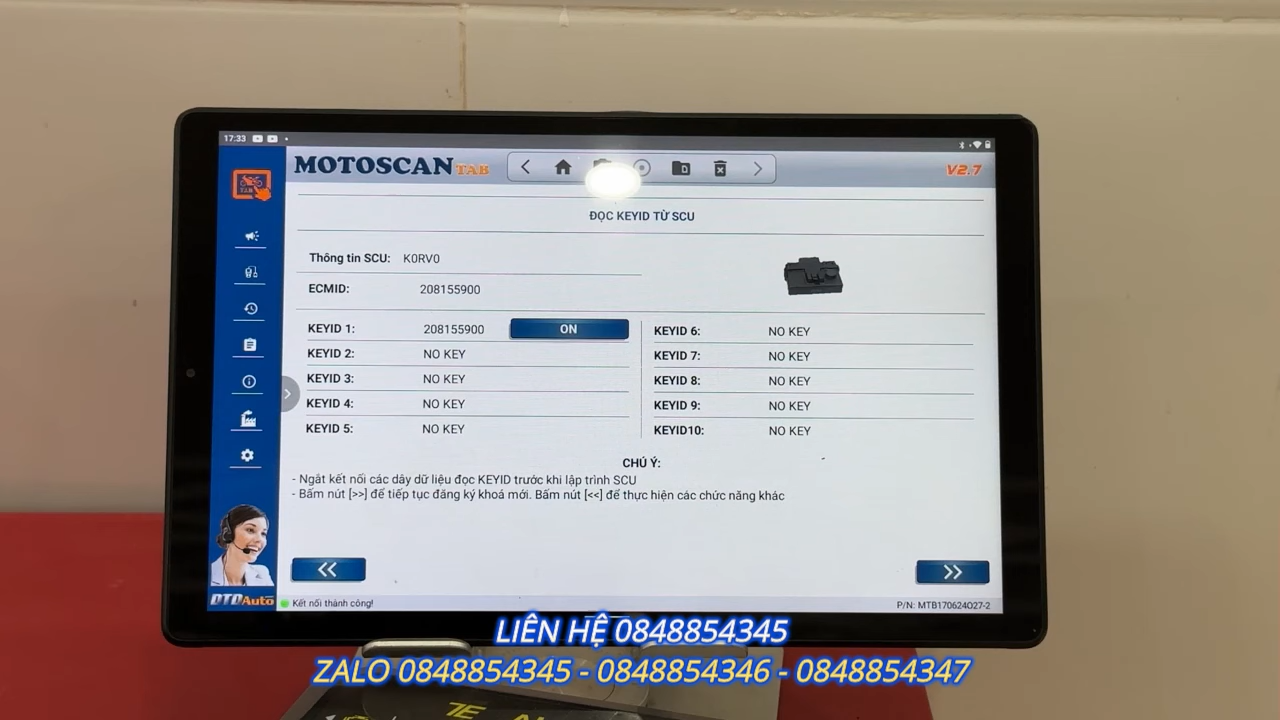 17:33
MOTOSCAN TAB
V2.7
ĐỌC KEYID TỪ SCU
Thông tin SCU: K0RV0
ECMID: 208155900
KEYID 1: 208155900 ON
KEYID 2: NO KEY
KEYID 3: NO KEY
KEYID 4: NO KEY
KEYID 5: NO KEY
KEYID 6: NO KEY
KEYID 7: NO KEY
KEYID 8: NO KEY
KEYID 9: NO KEY
KEYID10: NO KEY
CHÚ Ý:
- Ngắt kết nối các dây dữ liệu đọc KEYID trước khi lập trình SCU
- Bấm nút [>>] để tiếp tục đăng ký khoá mới. Bấm nút [<<] để thực hiện các chức năng khác
<<
>>
DTDAuto
Kết nối thành công!
P/N: MTB170624O27-2
LIÊN HỆ 0848854345
ZALO 0848854345 - 0848854346 - 0848854347